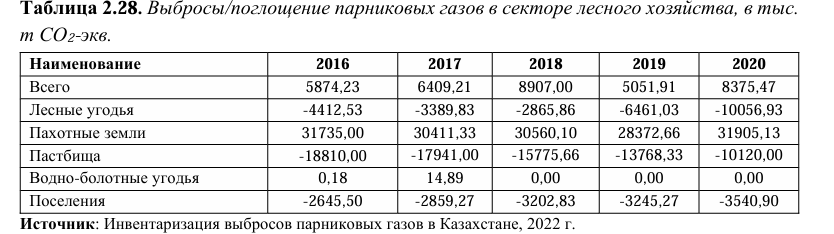 Таблица 2.28. Выбросы/поглощение парниковых газов в секторе лесного хозяйства, в тыс.
т CO2-экв.
Наименование 2016 2017 2018 2019 2020
Всего 5874,23 6409,21 8907,00 5051,91 8375,47
Лесные угодья -4412,53 -3389,83 -2865,86 -6461,03 -10056,93
Пахотные земли 31735,00 30411,33 30560,10 28372,66 31905,13
Пастбища -18810,00 -17941,00 -15775,66 -13768,33 -10120,00
Водно-болотные угодья 0,18 14,89 0,00 0,00 0,00
Поселения -2645,50 -2859,27 -3202,83 -3245,27 -3540,90
Источник: Инвентаризация выбросов парниковых газов в Казахстане, 2022 г.